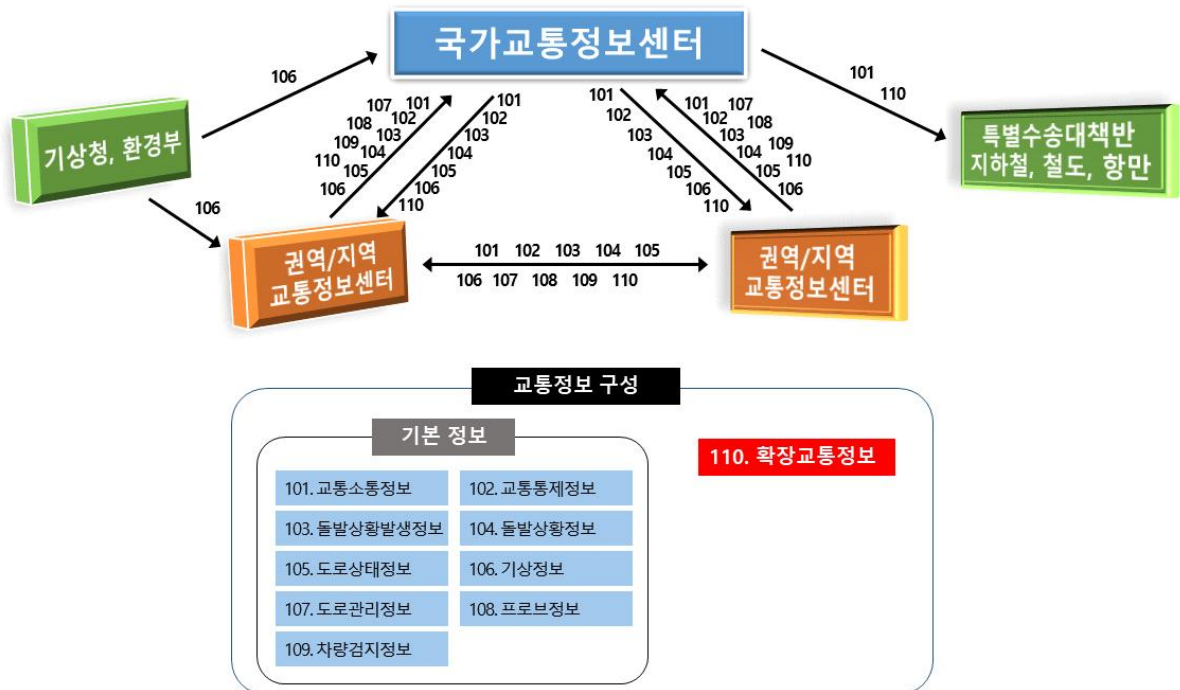 국가교통정보센터
106
101
110
기상청, 환경부
특별수송대책반
지하철, 철도, 항만
107 101
108 102
109 103
110 104
105
106
101
102
103
104
105
106
110
101
102
103
104
105
106
110
101 107
102 108
103 109
104 110
105
106
106
권역/지역
교통정보센터
101 102 103 104 105
106 107 108 109 110
권역/지역
교통정보센터
교통정보 구성
기본 정보
110. 확장교통정보
101. 교통소통정보
102. 교통통제정보
103. 돌발상황발생정보
104. 돌발상황정보
105. 도로상태정보
106. 기상정보
107. 도로관리정보
108. 프로브정보
109. 차량검지정보